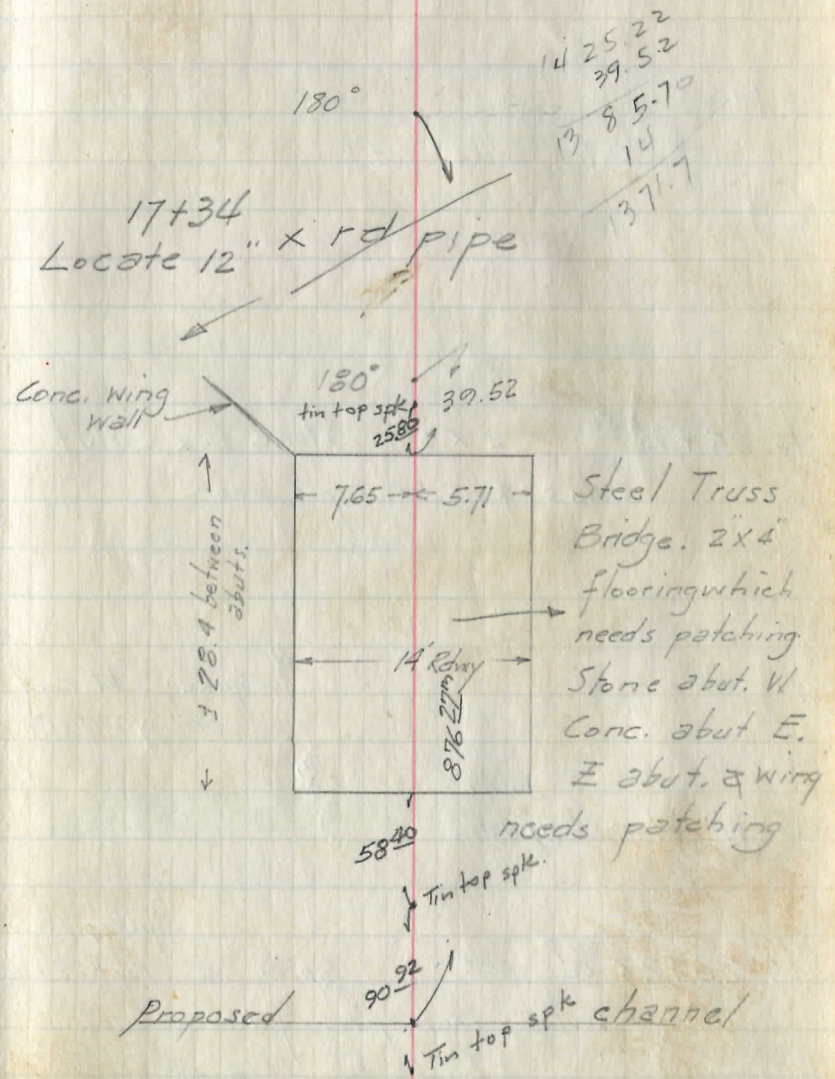 14 25.22
39.52
13 85.70
14
1371.7
180°
17+34
Locate 12" x rd pipe
180°
39.52
tin top spk
25.80
Conc. wing
wall
7.65
5.71
± 28.4 between
abuts.
14' Rdwy
Steel Truss
Bridge. 2"x4"
flooring which
needs patching
Stone abut. W
Conc. abut E.
E abut. & wing
needs patching
58.40
Tin top spk.
90.92
Proposed channel
Tin top spk